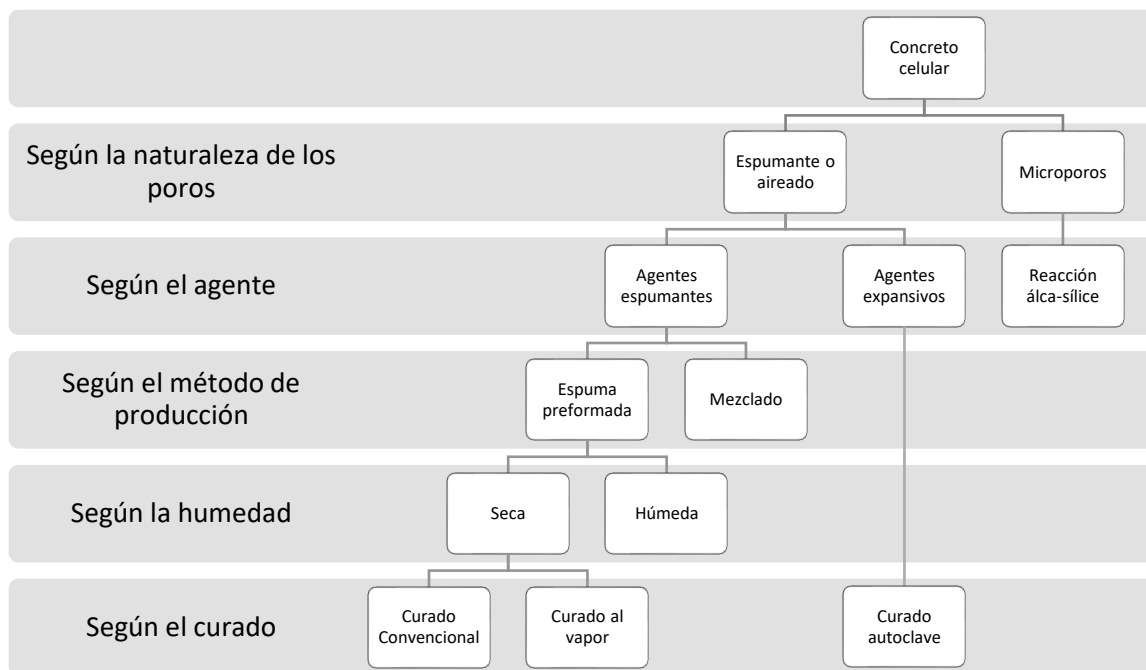 Concreto
celular
Según la naturaleza de los
poros
Espumante o
aireado
Microporos
Según el agente
Agentes
espumantes
Agentes
expansivos
Reacción
álca-sílice
Según el método de
producción
Espuma
preformada
Mezclado
Según la humedad
Seca
Húmeda
Según el curado
Curado
Convencional
Curado al
vapor
Curado
autoclave